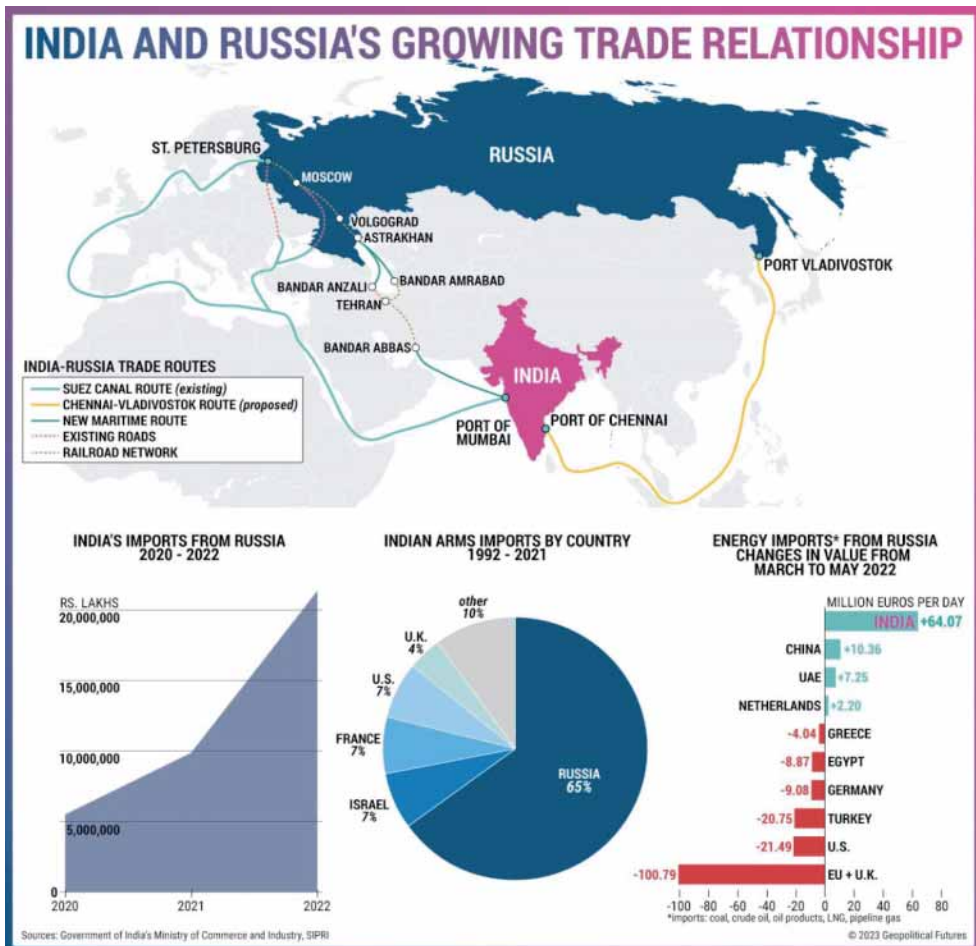 INDIA AND RUSSIA'S GROWING TRADE RELATIONSHIP
ST. PETERSBURG
RUSSIA
MOSCOW
VOLGOGRAD
ASTRAKHAN
PORT VLADIVOSTOK
BANDAR ANZALI
BANDAR AMRABAD
TEHRAN
BANDAR ABBAS
INDIA
PORT OF
MUMBAI
PORT OF CHENNAI
INDIA-RUSSIA TRADE ROUTES
SUEZ CANAL ROUTE (existing)
CHENNAI-VLADIVOSTOK ROUTE (proposed)
NEW MARITIME ROUTE
EXISTING ROADS
RAILROAD NETWORK
INDIA'S IMPORTS FROM RUSSIA
2020 - 2022
RS. LAKHS
20,000,000
15,000,000
10,000,000
5,000,000
0
2020 2021 2022
INDIAN ARMS IMPORTS BY COUNTRY
1992 - 2021
other
10%
U.K.
4%
U.S.
7%
FRANCE
7%
ISRAEL
7%
RUSSIA
65%
ENERGY IMPORTS* FROM RUSSIA
CHANGES IN VALUE FROM
MARCH TO MAY 2022
MILLION EUROS PER DAY
INDIA +64.07
CHINA +10.36
UAE +7.25
NETHERLANDS +2.20
-4.04 GREECE
-8.87 EGYPT
-9.08 GERMANY
-20.75 TURKEY
-21.49 U.S.
-100.79 EU + U.K.
-100 -80 -60 -40 -20 0 20 40 60 80
*imports: coal, crude oil, oil products, LNG, pipeline gas
Sources: Government of India's Ministry of Commerce and Industry, SIPRI
© 2023 Geopolitical Futures